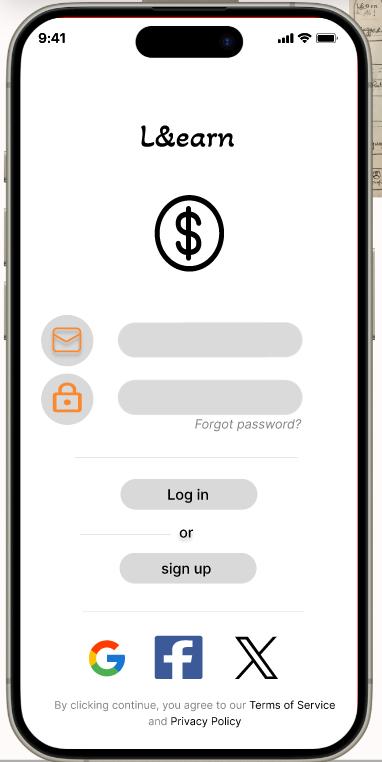 9:41
L&earn
$
Forgot password?
Log in
or
sign up
By clicking continue, you agree to our Terms of Service
and Privacy Policy